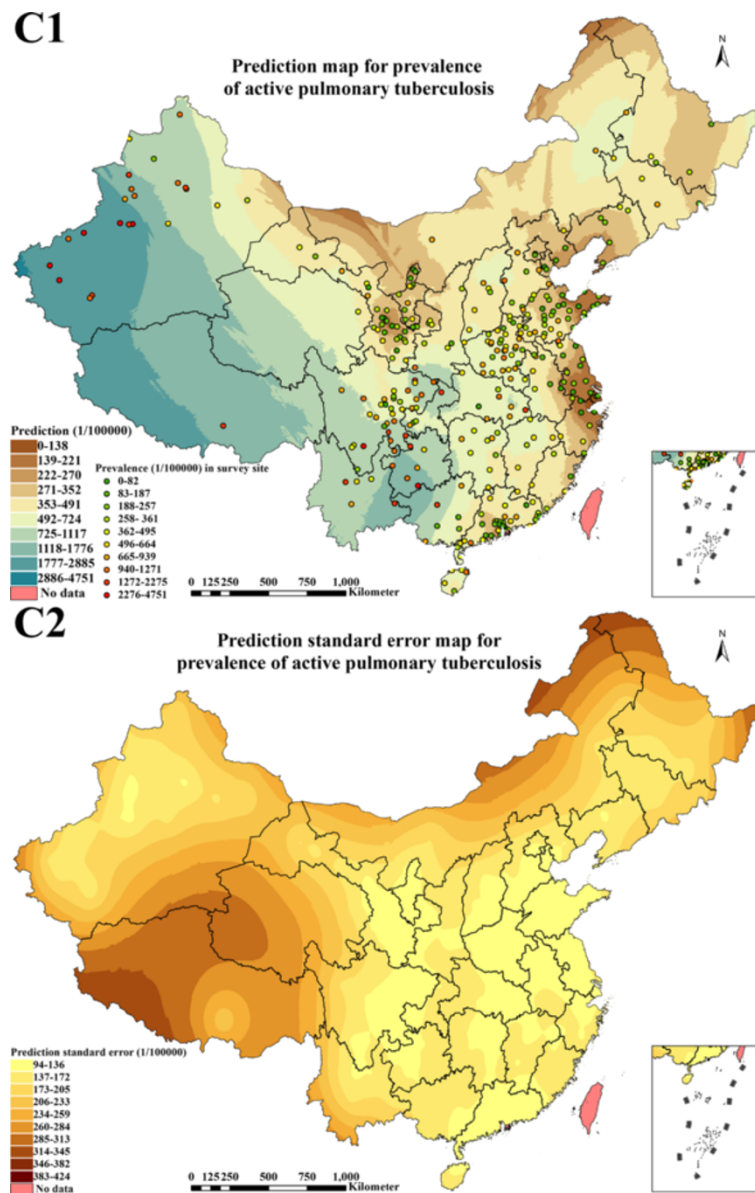 C1
Prediction map for prevalence
of active pulmonary tuberculosis
N
Prediction (1/100000)
0-138
139-221
222-270
271-352
353-491
492-724
725-1117
1118-1776
1777-2885
2886-4751
No data
Prevalence (1/100000) in survey site
0-82
83-187
188-257
258- 361
362-495
496-664
665-939
940-1271
1272-2275
2276-4751
0 125250 500 750 1,000
Kilometer
C2
Prediction standard error map for
prevalence of active pulmonary tuberculosis
N
Prediction standard error (1/100000)
94-136
137-172
173-205
206-233
234-259
260-284
285-313
314-345
346-382
383-424
No data
0 125250 500 750 1,000
Kilometer